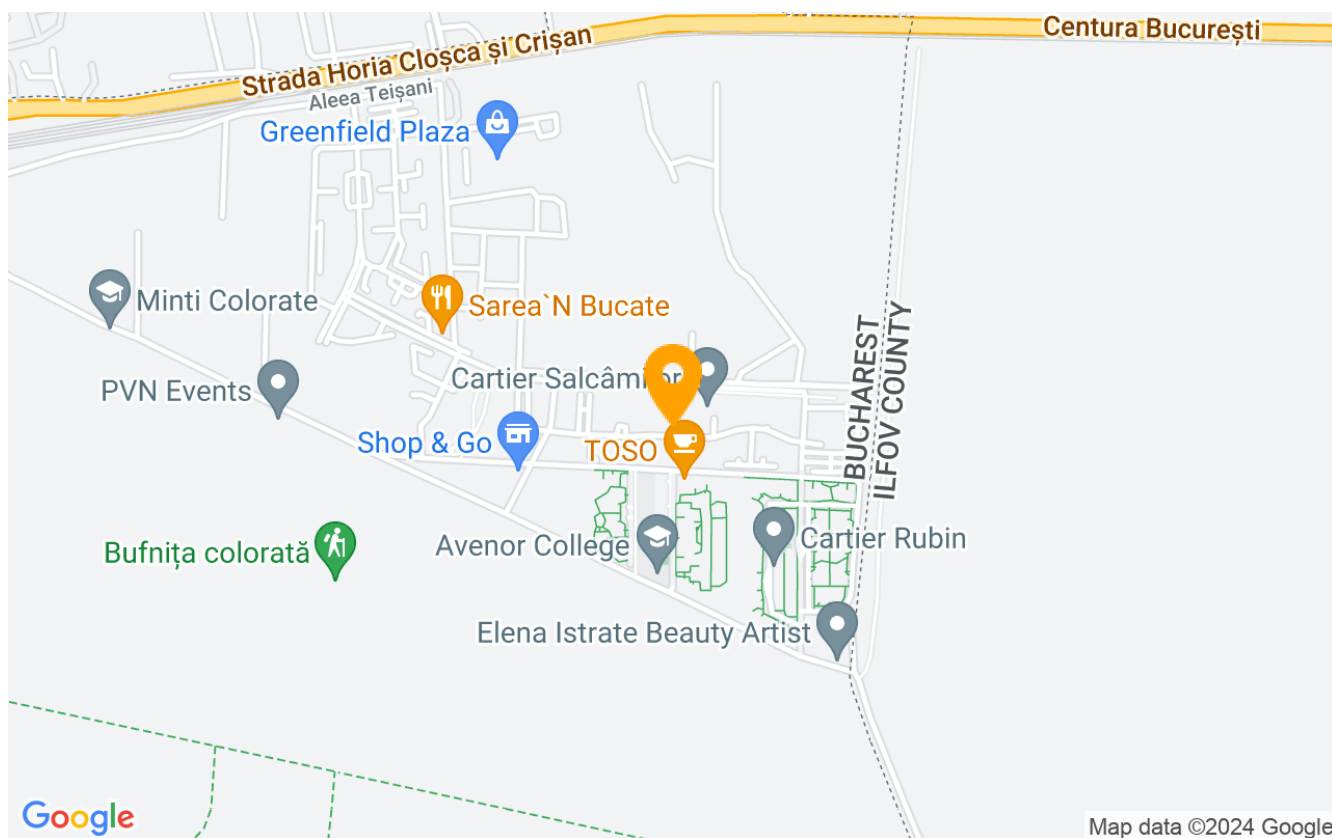 Centura București
Strada Horia Cloșca și Crișan
Aleea Teișani
Greenfield Plaza
Minti Colorate
Sarea`N Bucate
BUCHAREST
ILFOV COUNTY
PVN Events
Cartier
Shop & Go
TOSO
Avenor College
Cartier Rubin
Bufnița colorată
Elena Istrate Beauty Artist
Google
Map data ©2024 Google